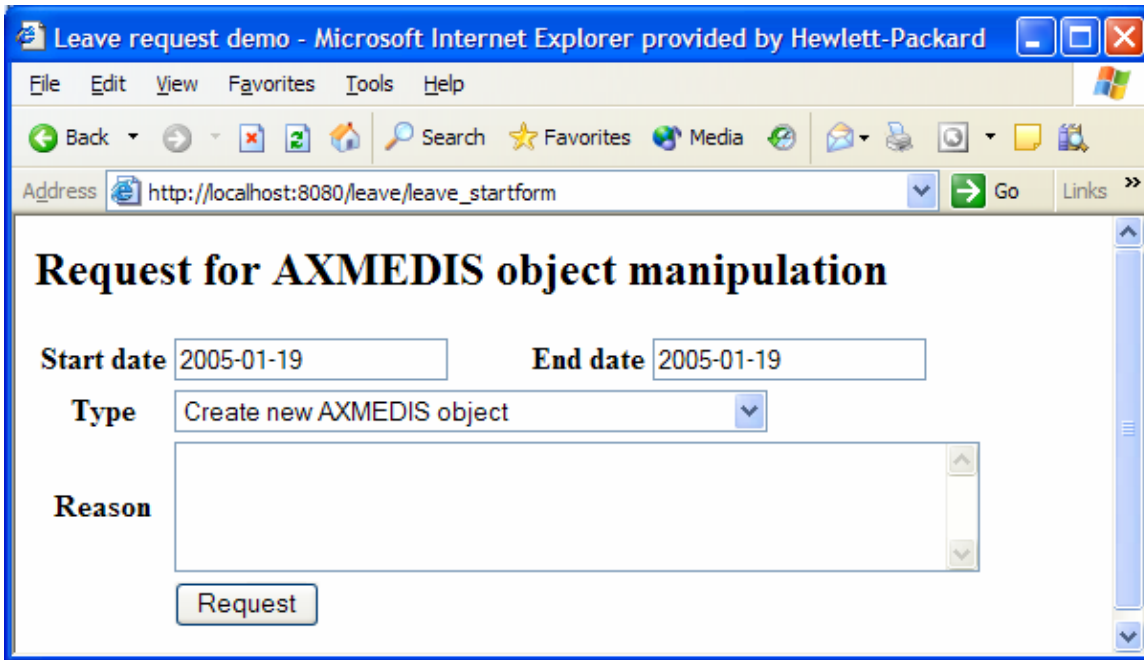 Leave request demo - Microsoft Internet Explorer provided by Hewlett-Packard
File Edit View Favorites Tools Help
Back Search Favorites Media
Address http://localhost:8080/leave/leave_startform Go Links »
Request for AXMEDIS object manipulation
Start date 2005-01-19 End date 2005-01-19
Type Create new AXMEDIS object
Reason
Request